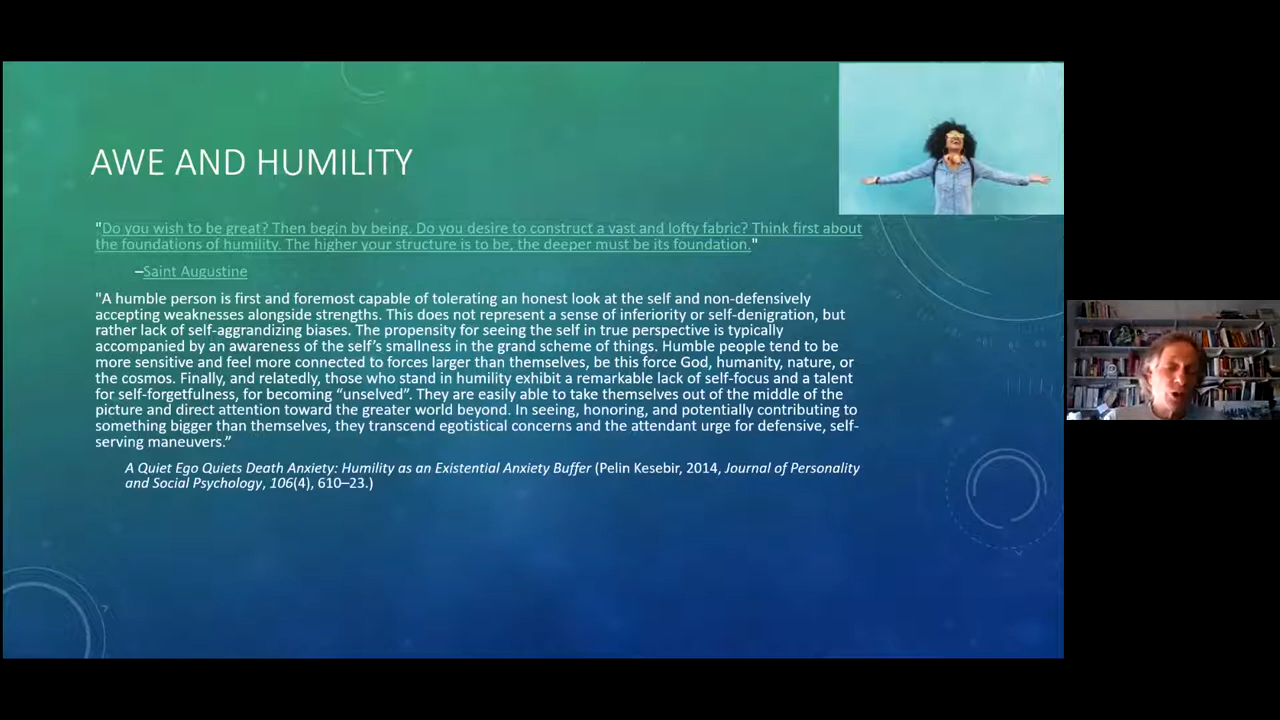 AWE AND HUMILITY
"Do you wish to be great? Then begin by being. Do you desire to construct a vast and lofty fabric? Think first about
the foundations of humility. The higher your structure is to be, the deeper must be its foundation."
–Saint Augustine
"A humble person is first and foremost capable of tolerating an honest look at the self and non-defensively
accepting weaknesses alongside strengths. This does not represent a sense of inferiority or self-denigration, but
rather lack of self-aggrandizing biases. The propensity for seeing the self in true perspective is typically
accompanied by an awareness of the self’s smallness in the grand scheme of things. Humble people tend to be
more sensitive and feel more connected to forces larger than themselves, be this force God, humanity, nature, or
the cosmos. Finally, and relatedly, those who stand in humility exhibit a remarkable lack of self-focus and a talent
for self-forgetfulness, for becoming “unselved”. They are easily able to take themselves out of the middle of the
picture and direct attention toward the greater world beyond. In seeing, honoring, and potentially contributing to
something bigger than themselves, they transcend egotistical concerns and the attendant urge for defensive, self-
serving maneuvers.”
A Quiet Ego Quiets Death Anxiety: Humility as an Existential Anxiety Buffer (Pelin Kesebir, 2014, Journal of Personality
and Social Psychology, 106(4), 610–23.)